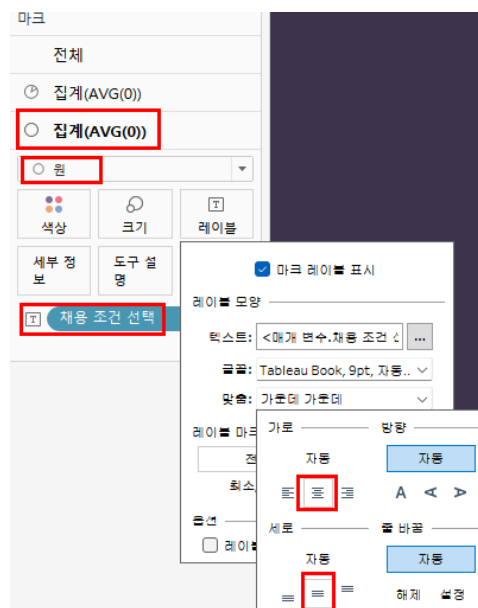 마크
전체
집계(AVG(0))
집계(AVG(0))
원
색상
크기
레이블
세부 정
보
도구 설
명
채용 조건 선택
마크 레이블 표시
레이블 모양
텍스트: <매개 변수.채용 조건 ...
글꼴: Tableau Book, 9pt, 자동..
맞춤: 가운데 가운데
레이블 마
전
최소
옵션
레이블
가로
방향
자동
자동
A A A
세로
줄 바꿈
자동
자동
해제 설정